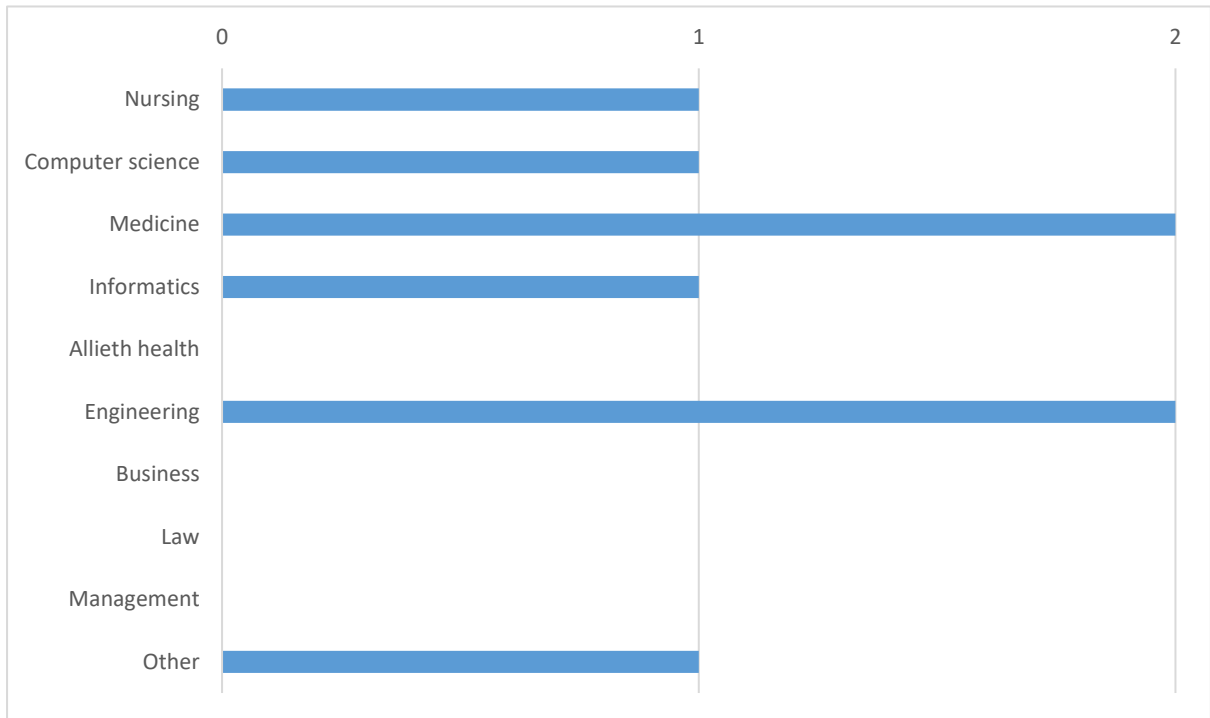 0 1 2
Nursing
Computer science
Medicine
Informatics
Allieth health
Engineering
Business
Law
Management
Other